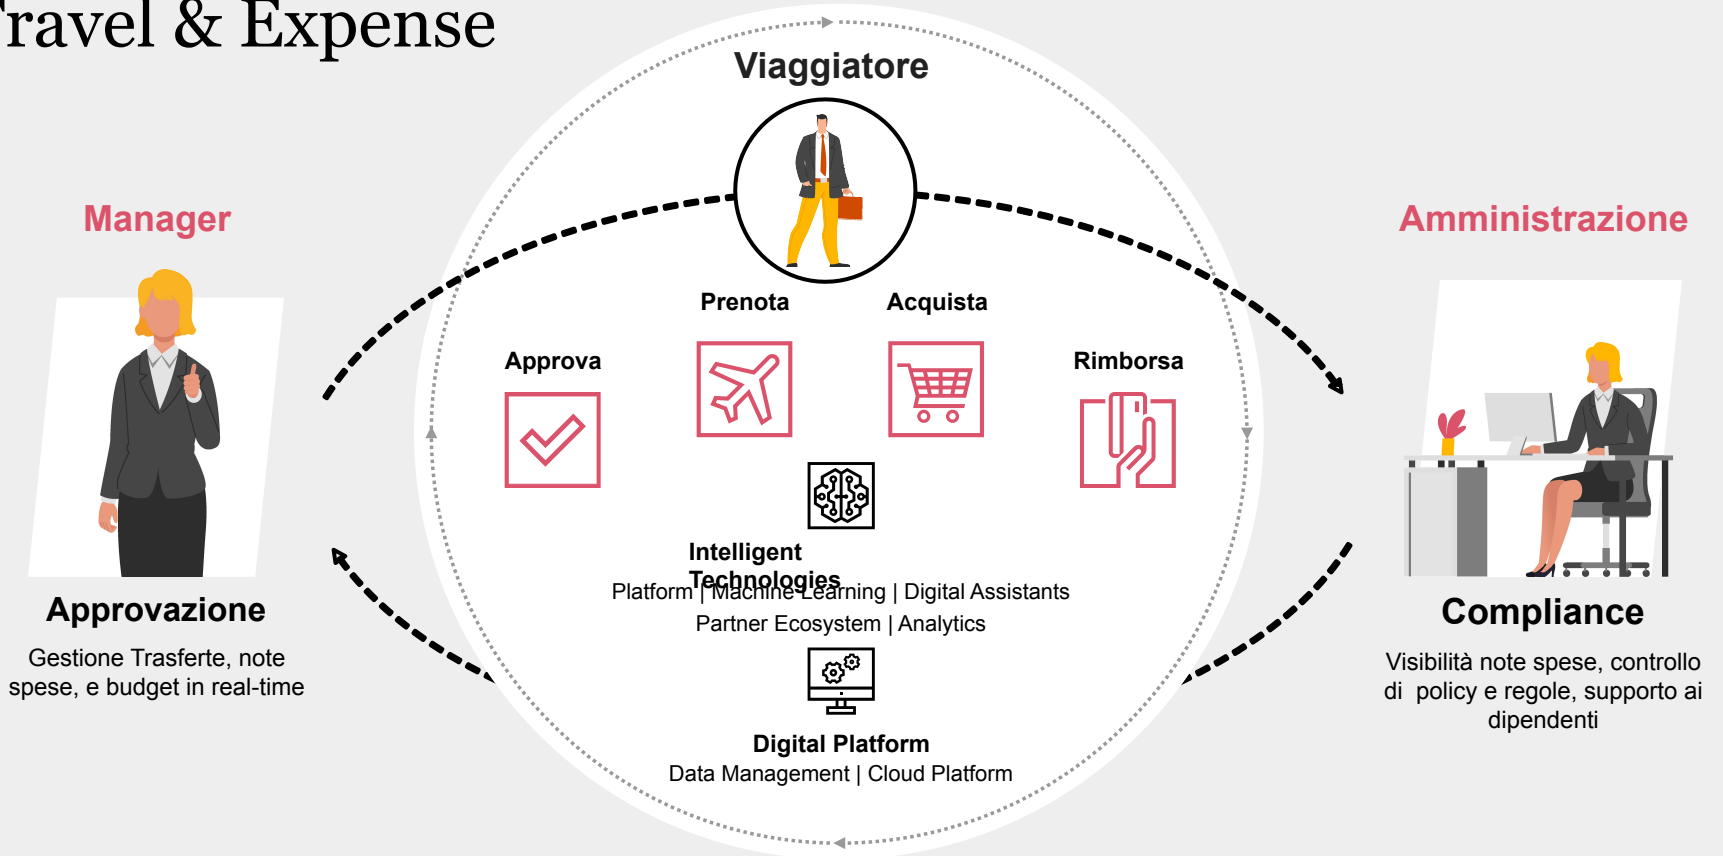 ravel & Expense
Viaggiatore
Manager
Amministrazione
Prenota
Acquista
Approva
Rimborsa
Intelligent
Technologies
Platform | Machine Learning | Digital Assistants
Partner Ecosystem | Analytics
Approvazione
Gestione Trasferte, note
spese, e budget in real-time
Compliance
Visibilità note spese, controllo
di  policy e regole, supporto ai
dipendenti
Digital Platform
Data Management | Cloud Platform